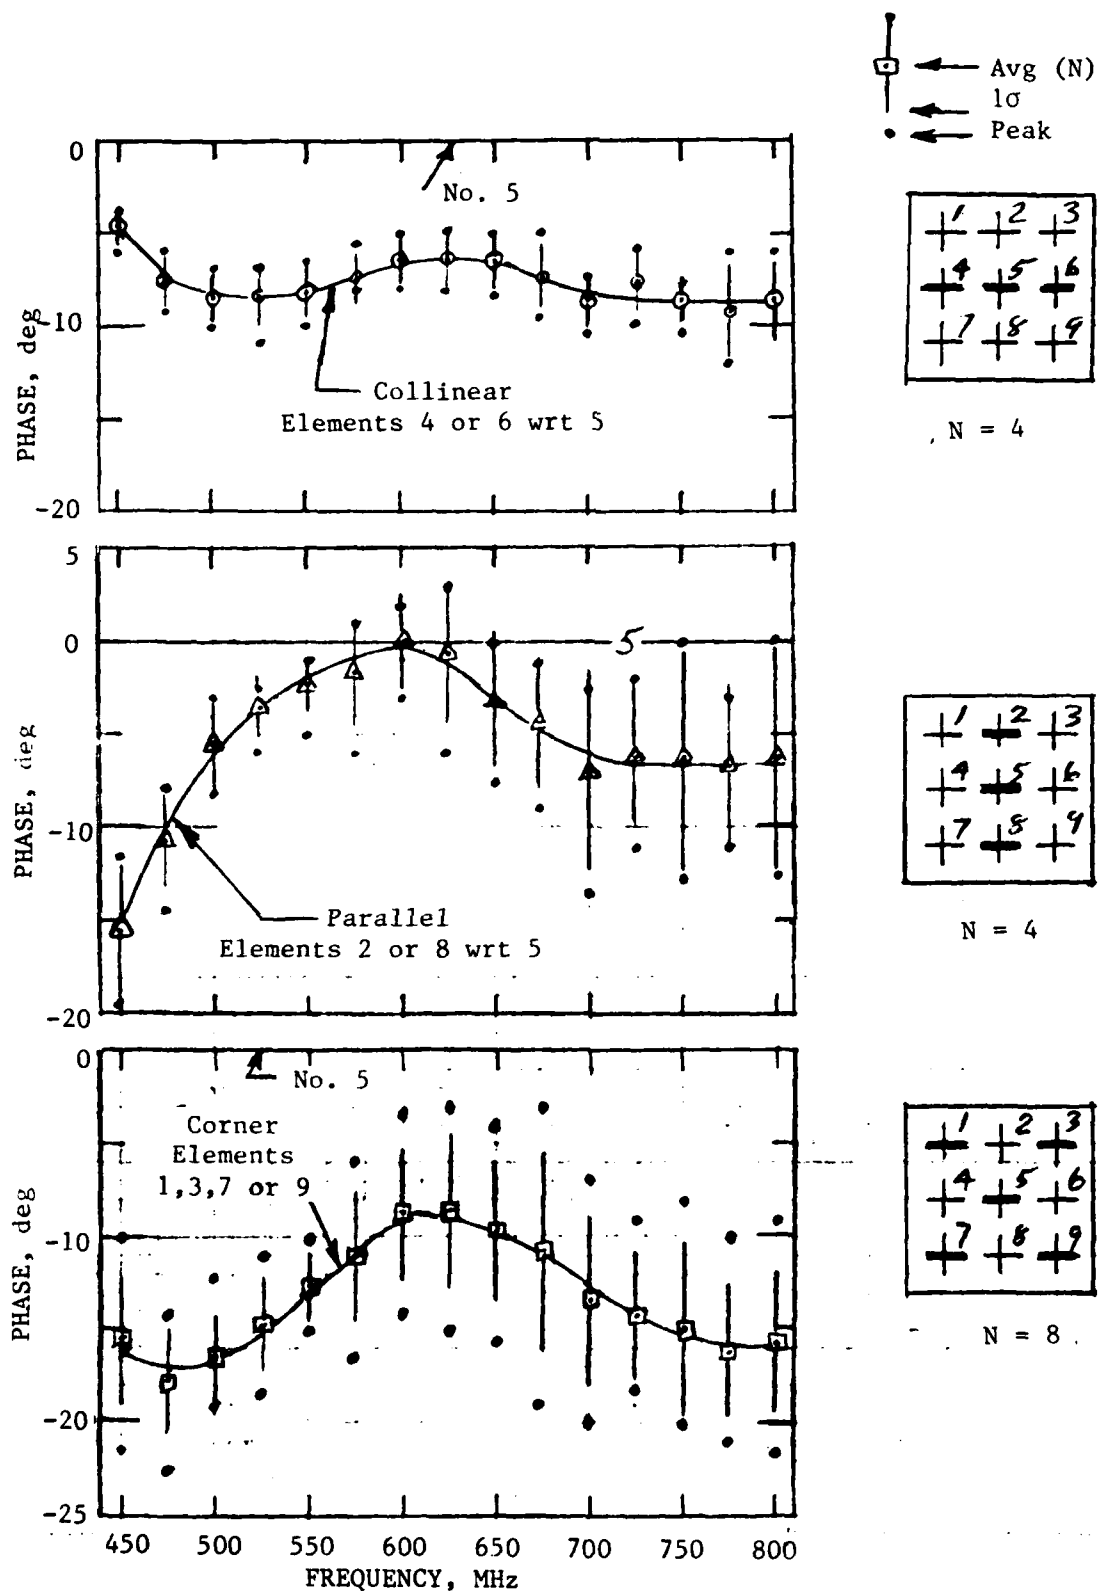 Avg (N)
1σ
Peak
0
No. 5
-10
Collinear
Elements 4 or 6 wrt 5
-20
PHASE, deg
1 2 3
4 5 6
7 8 9
N = 4
5
0
5
-10
Parallel
Elements 2 or 8 wrt 5
-20
PHASE, deg
1 2 3
4 5 6
7 8 9
N = 4
0
No. 5
Corner
Elements
1,3,7 or 9
-10
-20
-25
PHASE, deg
1 2 3
4 5 6
7 8 9
N = 8
450 500 550 600 650 700 750 800
FREQUENCY, MHz